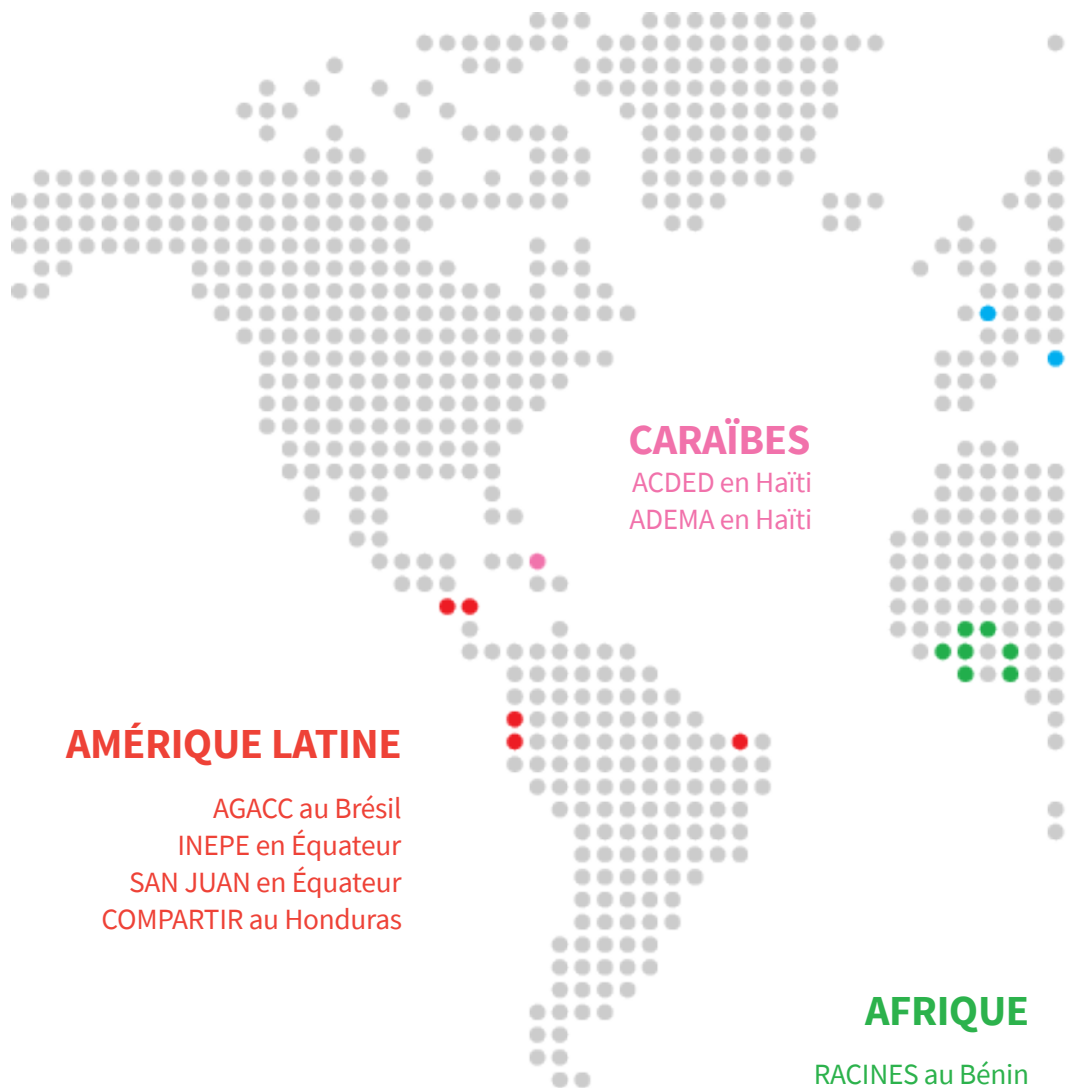 CARAÏBES
ACDED en Haïti
ADEMA en Haïti
AMÉRIQUE LATINE
AGACC au Brésil
INEPE en Équateur
SAN JUAN en Équateur
COMPARTIR au Honduras
AFRIQUE
RACINES au Bénin